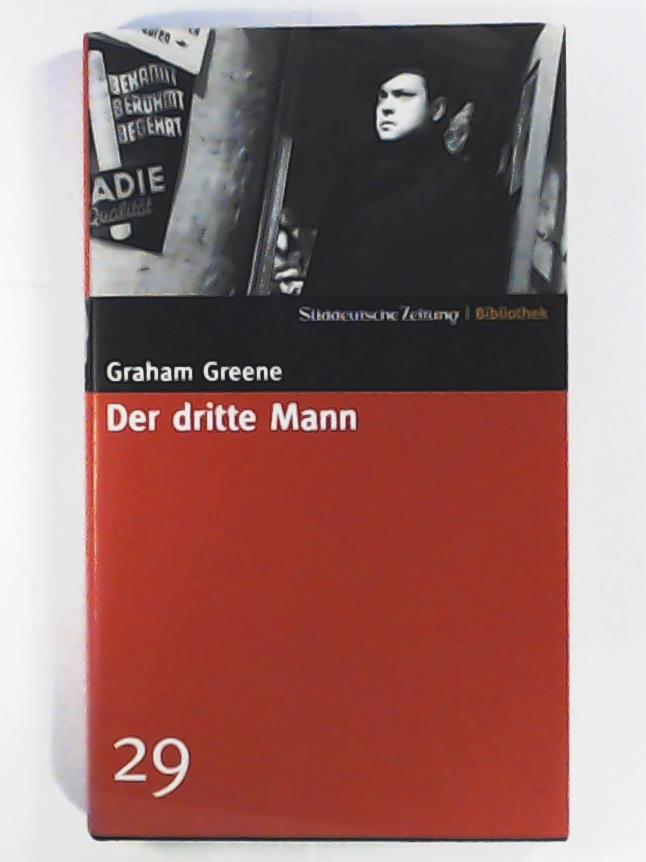 BEKANNT
BERÜHMT
BEGEHRT
ADIE
Qualität
Süddeutsche Zeitung | Bibliothek
Graham Greene
Der dritte Mann
29